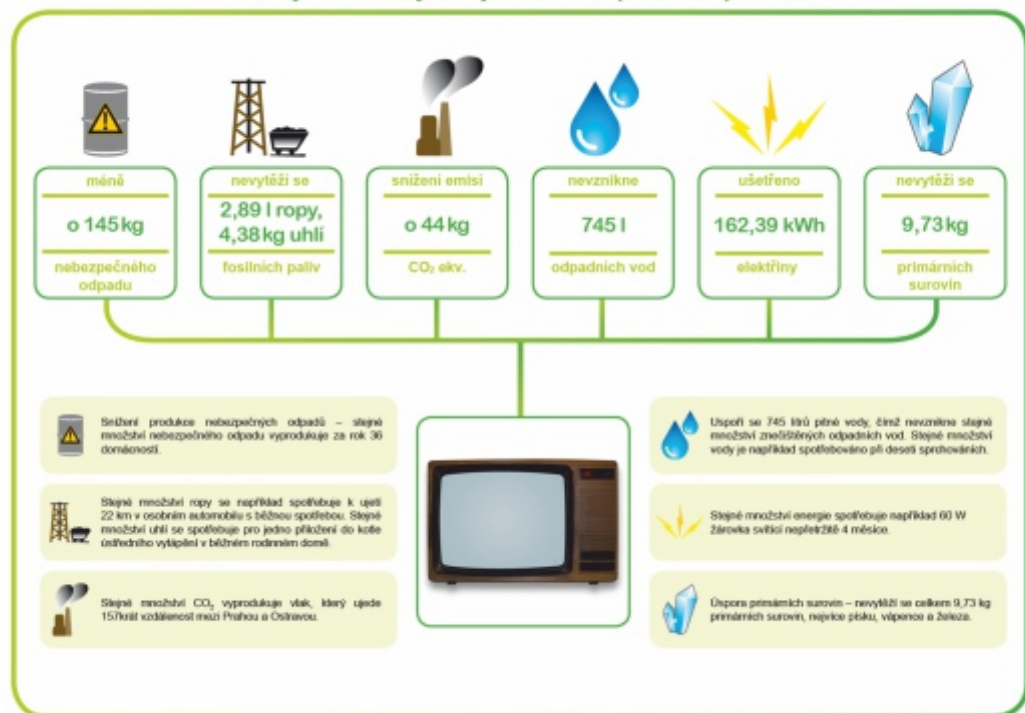 méně
o 145 kg
nebezpečného
odpadu
nevytěží se
2,89 l ropy,
4,38 kg uhlí
fosilních paliv
snížení emisí
o 44 kg
CO₂ ekv.
nevznikne
745 l
odpadních vod
ušetřeno
162,39 kWh
elektřiny
nevytěží se
9,73 kg
primárních
surovin
Snížení produkce nebezpečných odpadů – stejné
množství nebezpečného odpadu vyprodukuje za rok 36
domácností.
Stejné množství ropy se například spotřebuje k ujetí
22 km v osobním automobilu s běžnou spotřebou. Stejné
množství uhlí se spotřebuje pro jedno přiložení do kotle
ústředního vytápění v běžném rodinném domě.
Stejné množství CO₂ vyprodukuje vlak, který ujede
157krát vzdálenost mezi Prahou a Ostravou.
Uspoří se 745 litrů pitné vody, čímž nevznikne stejné
množství znečištěných odpadních vod. Stejné množství
vody je například spotřebováno při deseti sprchováních.
Stejné množství energie spotřebuje například 60 W
žárovka svítící nepřetržitě 4 měsíce.
Úspora primárních surovin – nevytěží se celkem 9,73 kg
primárních surovin, nejvíce písku, vápence a železa.